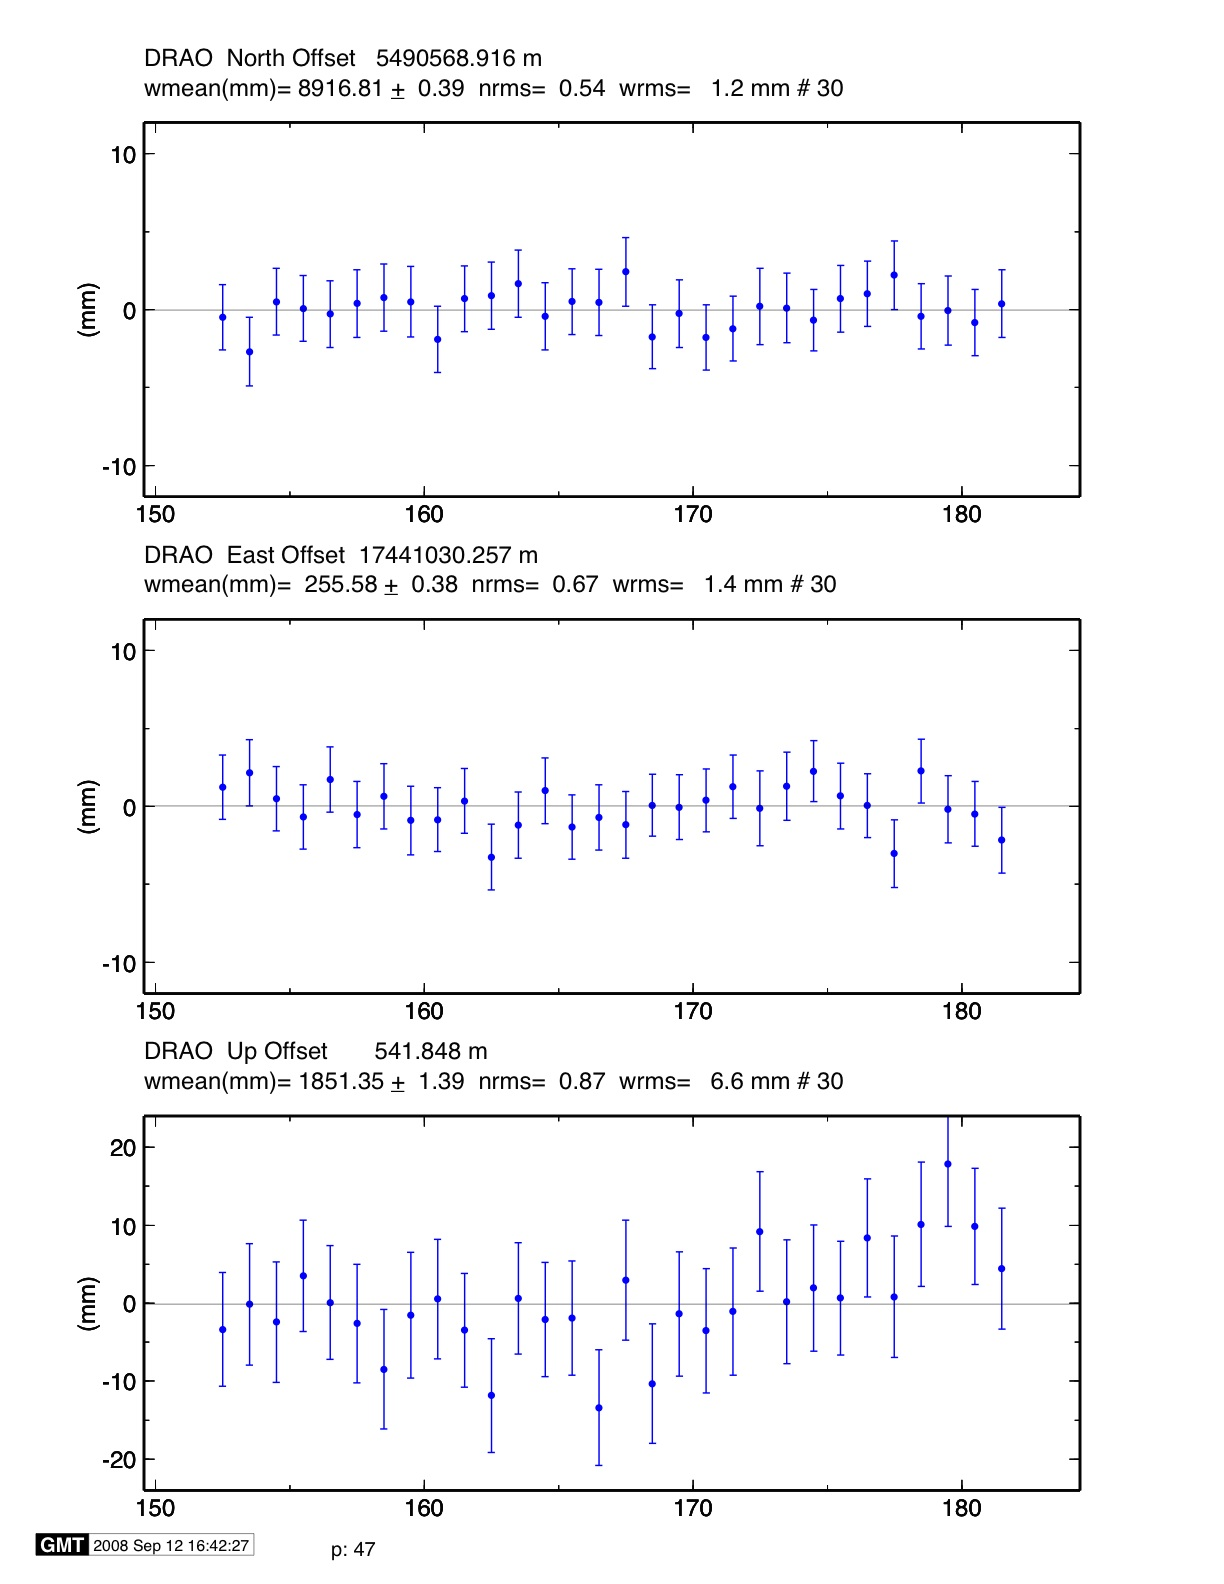 DRAO North Offset 5490568.916 m
wmean(mm)= 8916.81 ± 0.39 nrms= 0.54 wrms= 1.2 mm # 30
10
0
-10
(mm)
150 160 170 180
DRAO East Offset 17441030.257 m
wmean(mm)= 255.58 ± 0.38 nrms= 0.67 wrms= 1.4 mm # 30
10
0
-10
(mm)
150 160 170 180
DRAO Up Offset 541.848 m
wmean(mm)= 1851.35 ± 1.39 nrms= 0.87 wrms= 6.6 mm # 30
20
10
0
-10
-20
(mm)
150 160 170 180
GMT 2008 Sep 12 16:42:27
p: 47